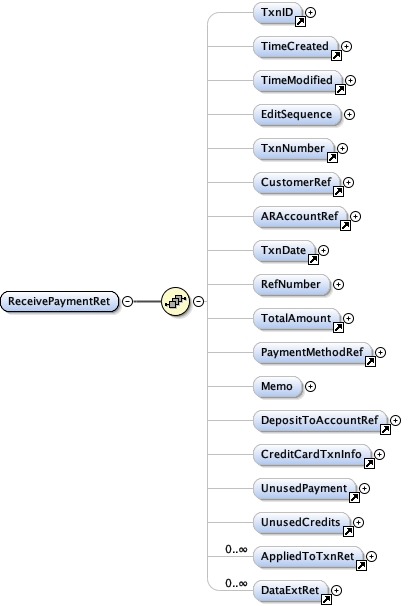 TxnID
TimeCreated
TimeModified
EditSequence
TxnNumber
CustomerRef
ARAccountRef
TxnDate
ReceivePaymentRet
RefNumber
TotalAmount
PaymentMethodRef
Memo
DepositToAccountRef
CreditCardTxnInfo
UnusedPayment
UnusedCredits
0..∞
AppliedToTxnRet
0..∞
DataExtRet